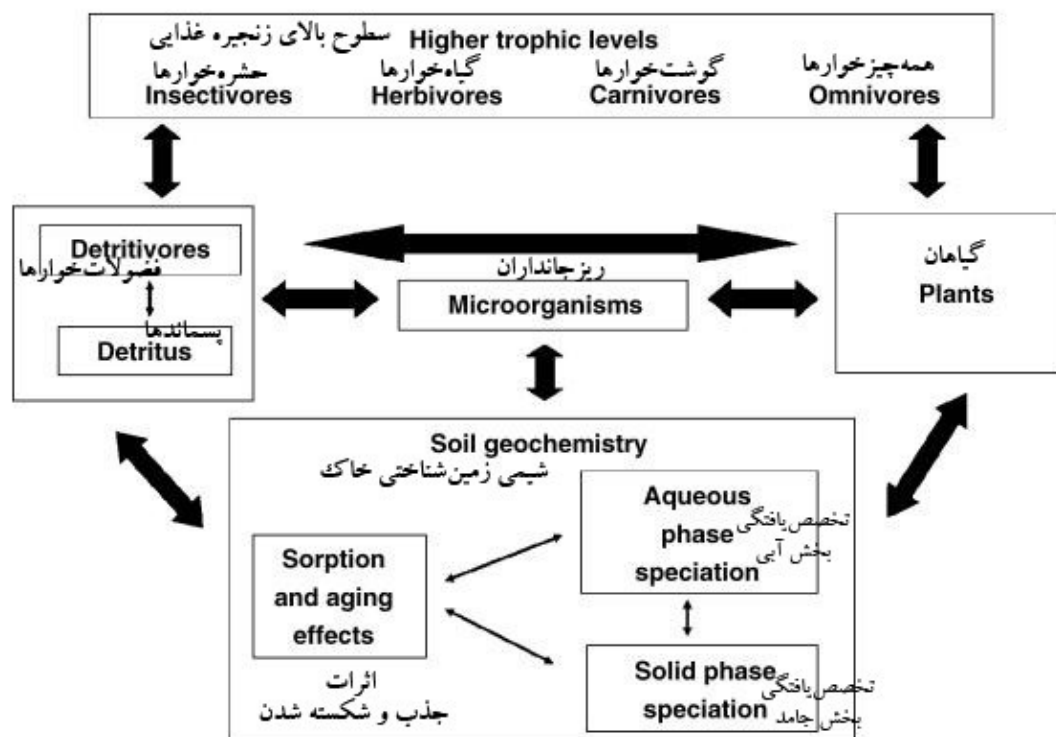 سطوح بالای زنجیره غذایی
Higher trophic levels
حشره‌خوارها
Insectivores
گیاه‌خوارها
Herbivores
گوشت‌خوارها
Carnivores
همه‌چیزخوارها
Omnivores
Detritivores
فضولات‌خوارها
پسماندها
Detritus
ریزجانداران
Microorganisms
گیاهان
Plants
Soil geochemistry
شیمی زمین‌شناختی خاک
Sorption
and aging
effects
اثرات
جذب و شکسته شدن
Aqueous
phase
speciation
تخصص‌یافتگی
بخش آبی
Solid phase
speciation
تخصص‌یافتگی
بخش جامد